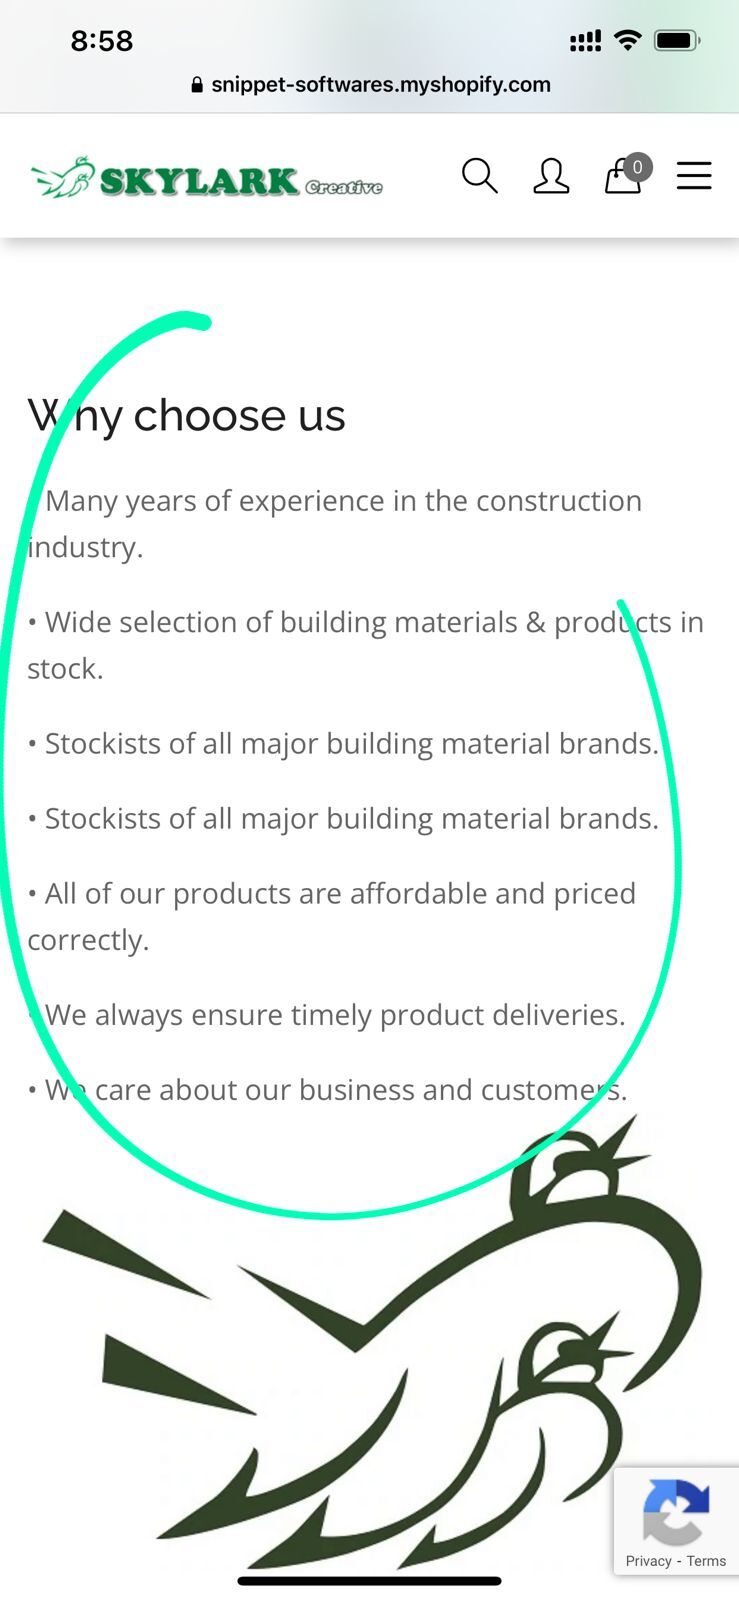 8:58
snippet-softwares.myshopify.com
SKYLARK Creative
0
Why choose us
Many years of experience in the construction
industry.
• Wide selection of building materials & products in
stock.
• Stockists of all major building material brands.
• Stockists of all major building material brands.
• All of our products are affordable and priced
correctly.
• We always ensure timely product deliveries.
• We care about our business and customers.
Privacy - Terms